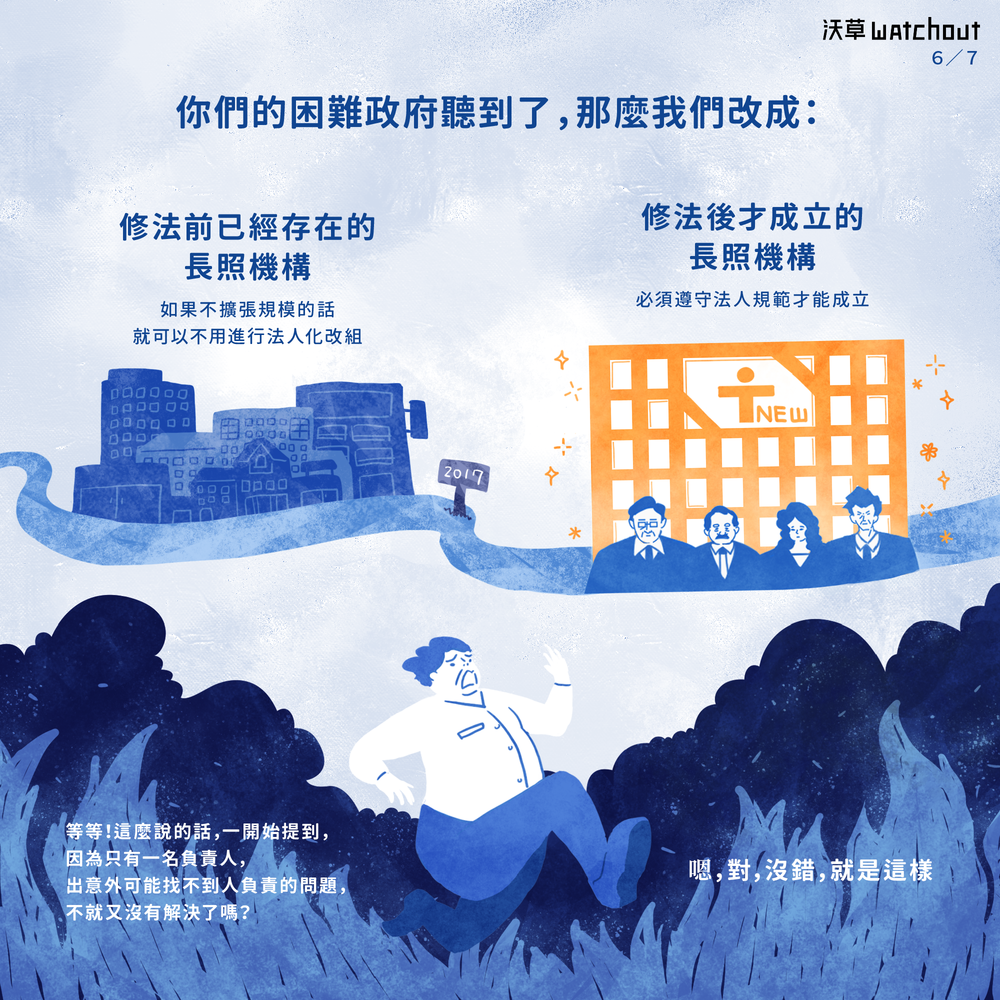 沃草 watchout
6／7
你們的困難政府聽到了，那麼我們改成：
修法前已經存在的
長照機構
如果不擴張規模的話
就可以不用進行法人化改組
修法後才成立的
長照機構
必須遵守法人規範才能成立
NEW
2017
等等！這麼說的話，一開始提到，
因為只有一名負責人，
出意外可能找不到人負責的問題，
不就又沒有解決了嗎？
嗯，對，沒錯，就是這樣